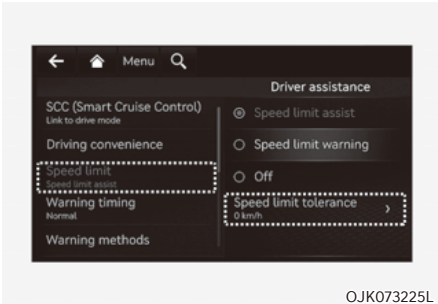 Menu
Driver assistance
SCC (Smart Cruise Control)
Link to drive mode
Driving convenience
Speed limit
Speed limit assist
Warning timing
Normal
Warning methods
Speed limit assist
Speed limit warning
Off
Speed limit tolerance
0 km/h
OJK073225L